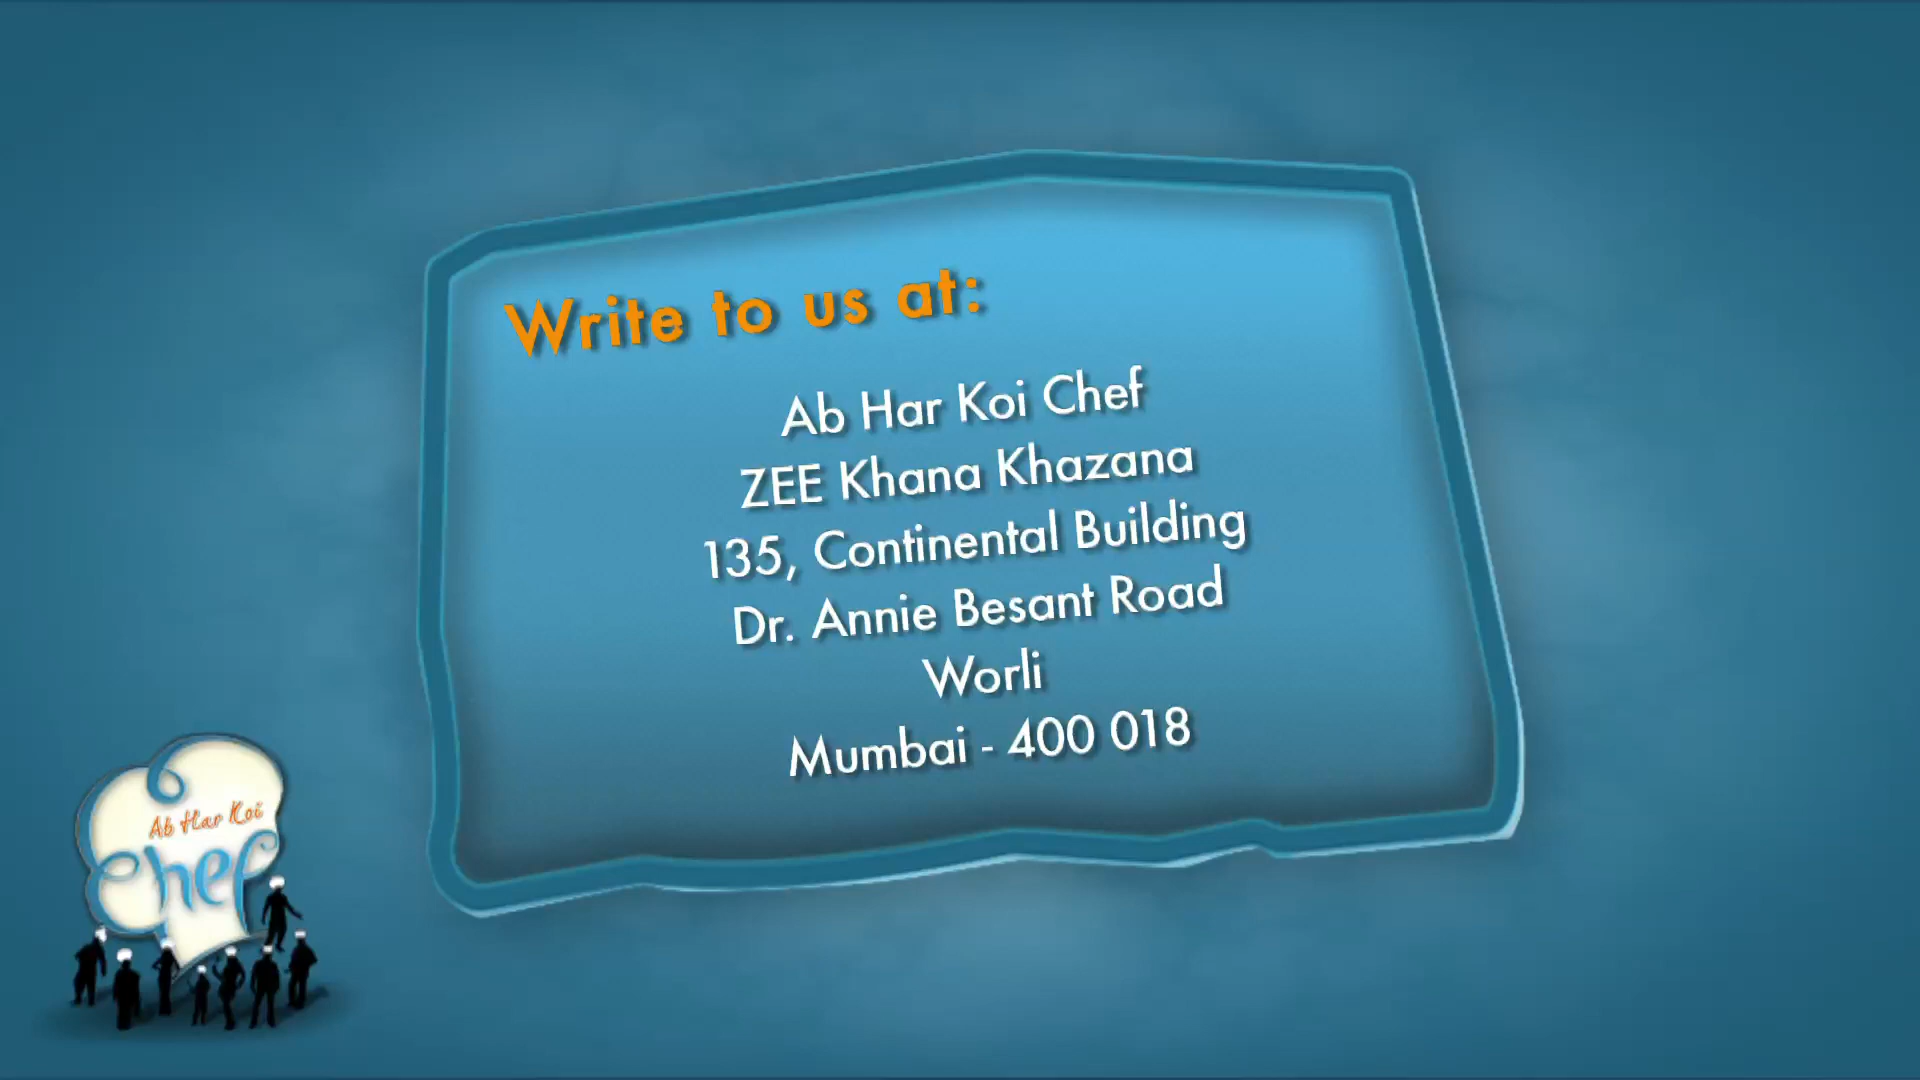 Write to us at:
Ab Har Koi Chef
ZEE Khana Khazana
135, Continental Building
Dr. Annie Besant Road
Worli
Mumbai - 400 018
Ab Har Koi
Chef